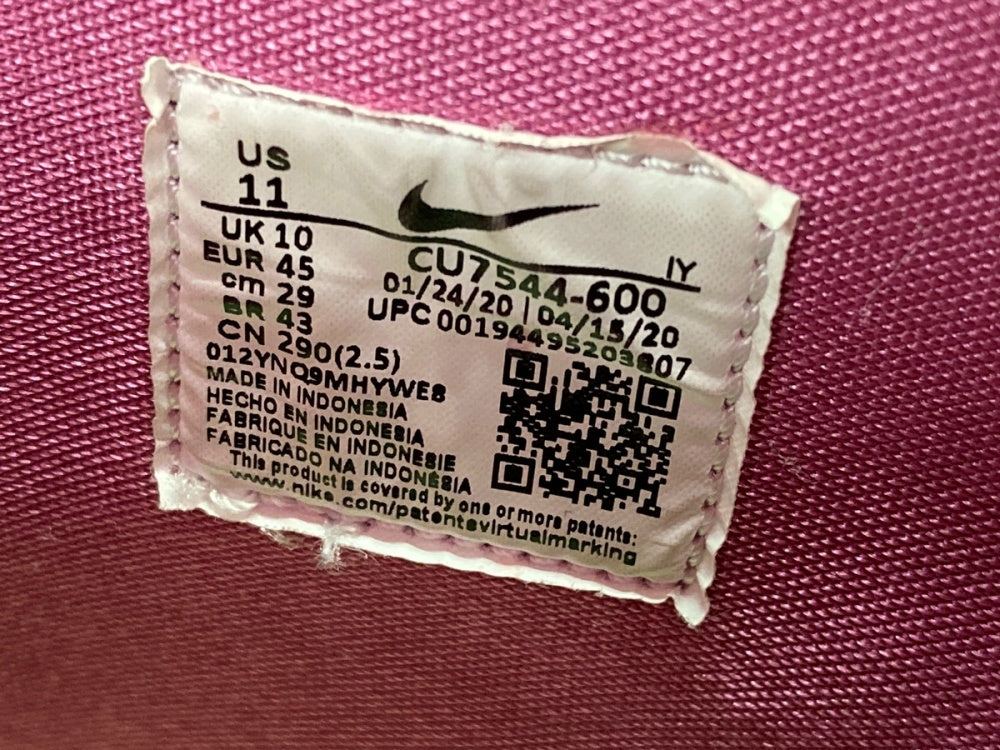 US
11
UK 10
EUR 45
cm 29
BR 43
CN 290(2.5)
IY
CU7544-600
01/24/20 | 04/15/20
UPC 00194495203807
012YNQ9MHYWE8
MADE IN INDONESIA
HECHO EN INDONESIA
FABRIQUE EN INDONESIE
FABRICADO NA INDONESIA
This product is covered by one or more patents:
www.nike.com/patentsvirtualmarking